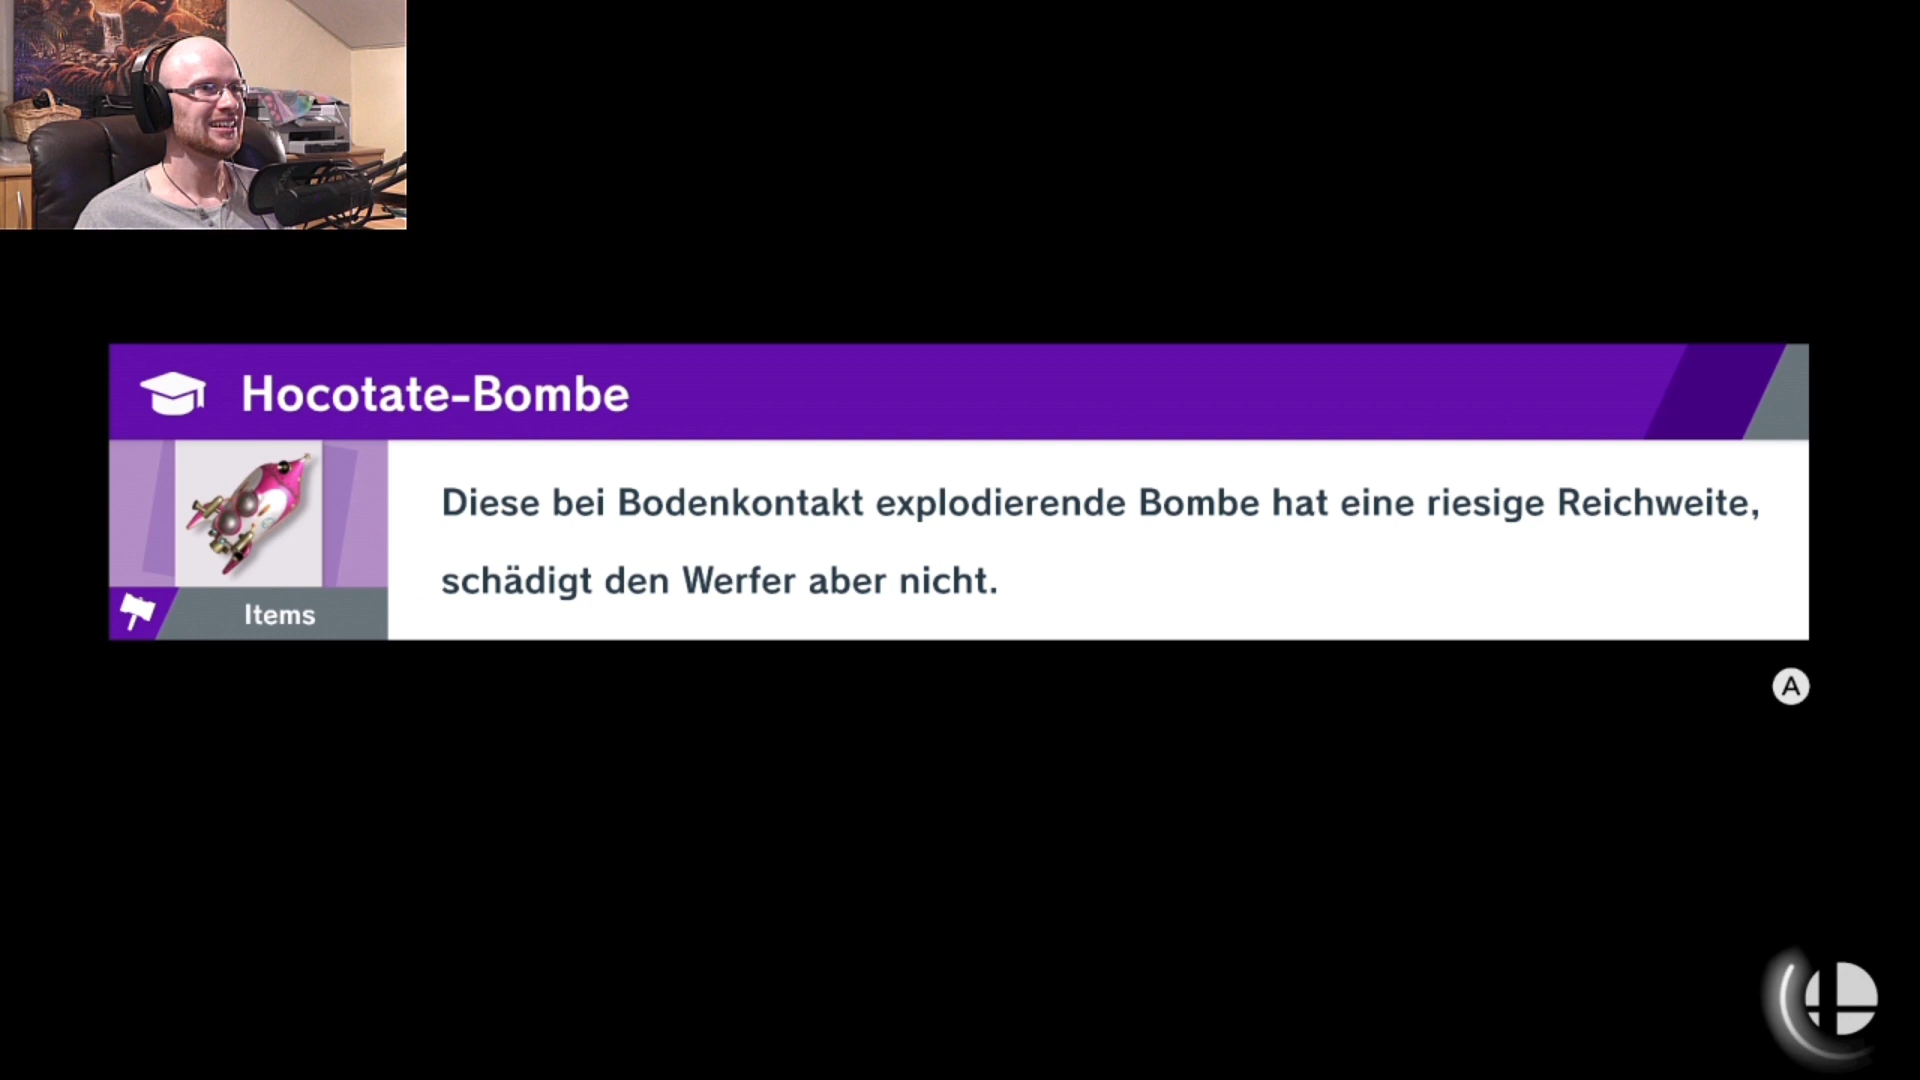 Hocotate-Bombe
Diese bei Bodenkontakt explodierende Bombe hat eine riesige Reichweite,
schädigt den Werfer aber nicht.
Items
A